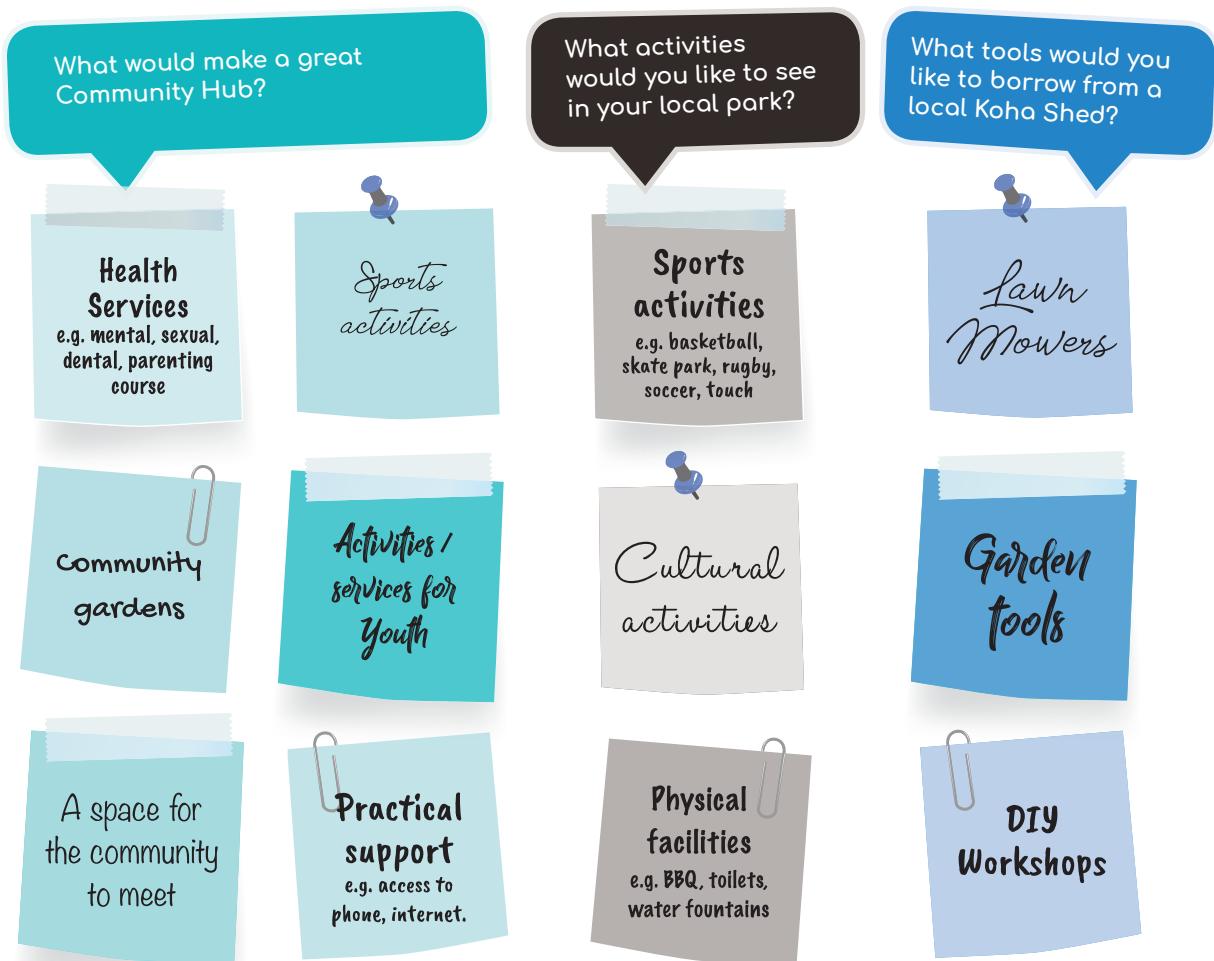 What would make a great
Community Hub?
Health
Services
e.g. mental, sexual,
dental, parenting
course
Sports
activities
Community
gardens
Activities /
services for
Youth
A space for
the community
to meet
Practical
support
e.g. access to
phone, internet.
What activities
would you like to see
in your local park?
Sports
activities
e.g. basketball,
skate park, rugby,
soccer, touch
Cultural
activities
Physical
facilities
e.g. BBQ, toilets,
water fountains
What tools would you
like to borrow from a
local Koha Shed?
Lawn
Mowers
Garden
tools
DIY
Workshops